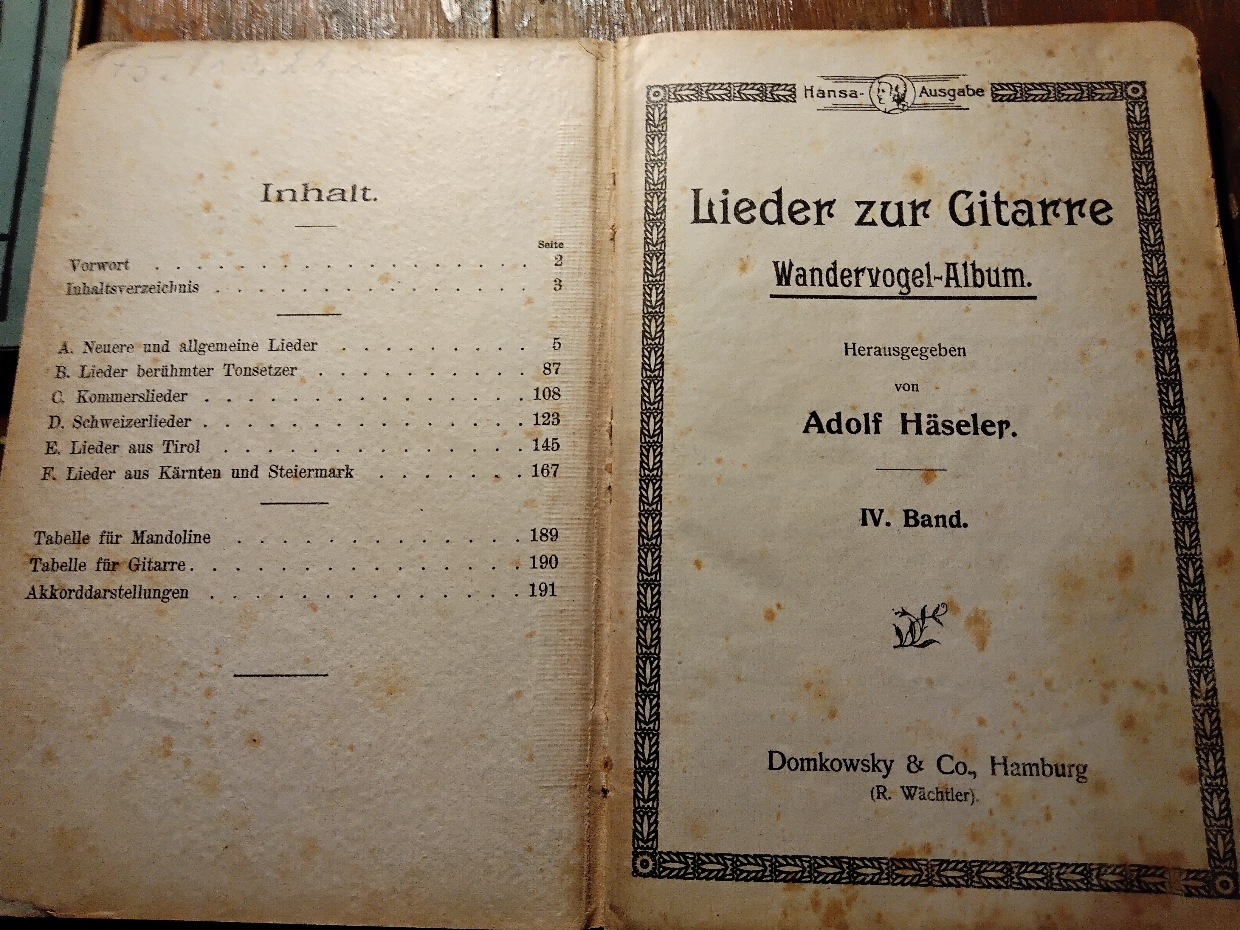 Inhalt.
Seite
Vorwort . . . . . . . . . . . . . . . . . . 2
Inhaltsverzeichnis . . . . . . . . . . . . . . . 3
A. Neuere und allgemeine Lieder . . . . . . . . . 5
B. Lieder berühmter Tonsetzer . . . . . . . . . . 87
C. Kommerslieder . . . . . . . . . . . . . . . 108
D. Schweizerlieder . . . . . . . . . . . . . . . 123
E. Lieder aus Tirol . . . . . . . . . . . . . . 145
F. Lieder aus Kärnten und Steiermark . . . . . . . 167
Tabelle für Mandoline . . . . . . . . . . . . . 189
Tabelle für Gitarre . . . . . . . . . . . . . . . 190
Akkorddarstellungen . . . . . . . . . . . . . . 191
Hansa-Ausgabe
Lieder zur Gitarre
Wandervogel-Album.
Herausgegeben
von
Adolf Häseler.
IV. Band.
Domkowsky & Co., Hamburg
(R. Wächtler).